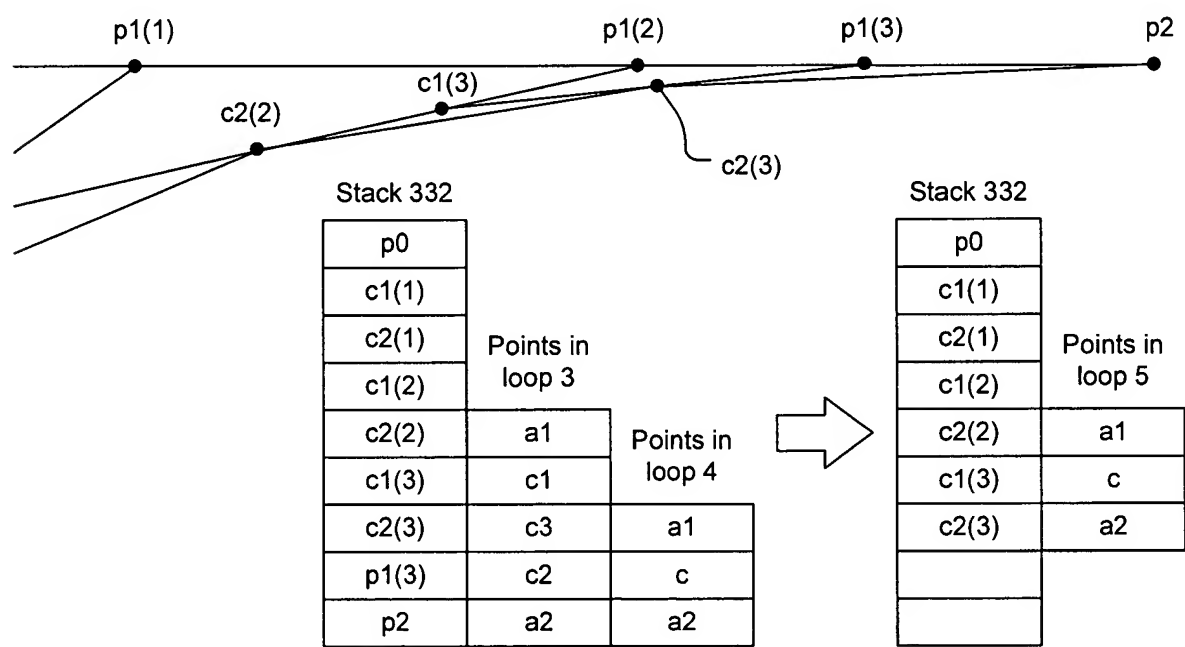 p1(1) p1(2) p1(3) p2
c1(3)
c2(2)
c2(3)
Stack 332 Stack 332
p0 p0
c1(1) c1(1)
c2(1) Points in loop 3 c2(1) Points in loop 5
c1(2) c1(2)
c2(2) a1 Points in loop 4 c2(2) a1
c1(3) c1 c1(3) c
c2(3) c3 a1 c2(3) a2
p1(3) c2 c
p2 a2 a2